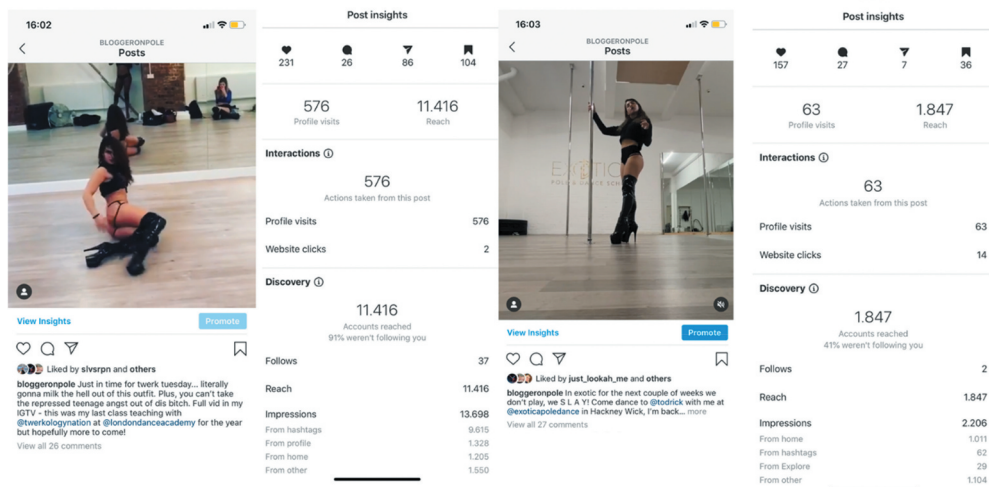 16:02
BLOGGERONPOLE
Posts
View Insights
Promote
Liked by slvsrpn and others
bloggeronpole Just in time for twerk tuesday... literally
gonna milk the hell out of this outfit. Plus, you can't take
the repressed teenage angst out of dis bitch. Full vid in my
IGTV - this was my last class teaching with
@twerkologynation at @londondanceacademy for the year
but hopefully more to come!
View all 26 comments
Post insights
231 26 86 104
576 11.416
Profile visits Reach
Interactions
576
Actions taken from this post
Profile visits 576
Website clicks 2
Discovery
11.416
Accounts reached
91% weren't following you
Follows 37
Reach 11.416
Impressions 13.698
From hashtags 9.615
From profile 1.328
From home 1.205
From other 1.550
16:03
BLOGGERONPOLE
Posts
EXOTIC
POLE & DANCE SCH
View Insights
Promote
Liked by just_lookah_me and others
bloggeronpole In exotic for the next couple of weeks we
don't play, we S L A Y! Come dance to @todrick with me at
@exoticapoledance in Hackney Wick, I'm back... more
View all 27 comments
Post insights
157 27 7 36
63 1.847
Profile visits Reach
Interactions
63
Actions taken from this post
Profile visits 63
Website clicks 14
Discovery
1.847
Accounts reached
41% weren't following you
Follows 2
Reach 1.847
Impressions 2.206
From home 1.011
From hashtags 62
From Explore 29
From other 1.104